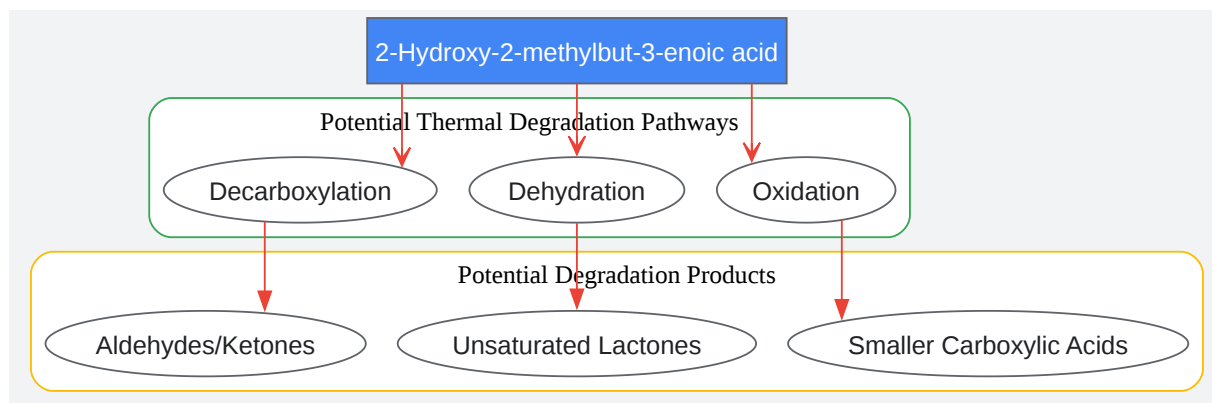 2-Hydroxy-2-methylbut-3-enoic acid
Potential Thermal Degradation Pathways
Decarboxylation
Dehydration
Oxidation
Potential Degradation Products
Aldehydes/Ketones
Unsaturated Lactones
Smaller Carboxylic Acids